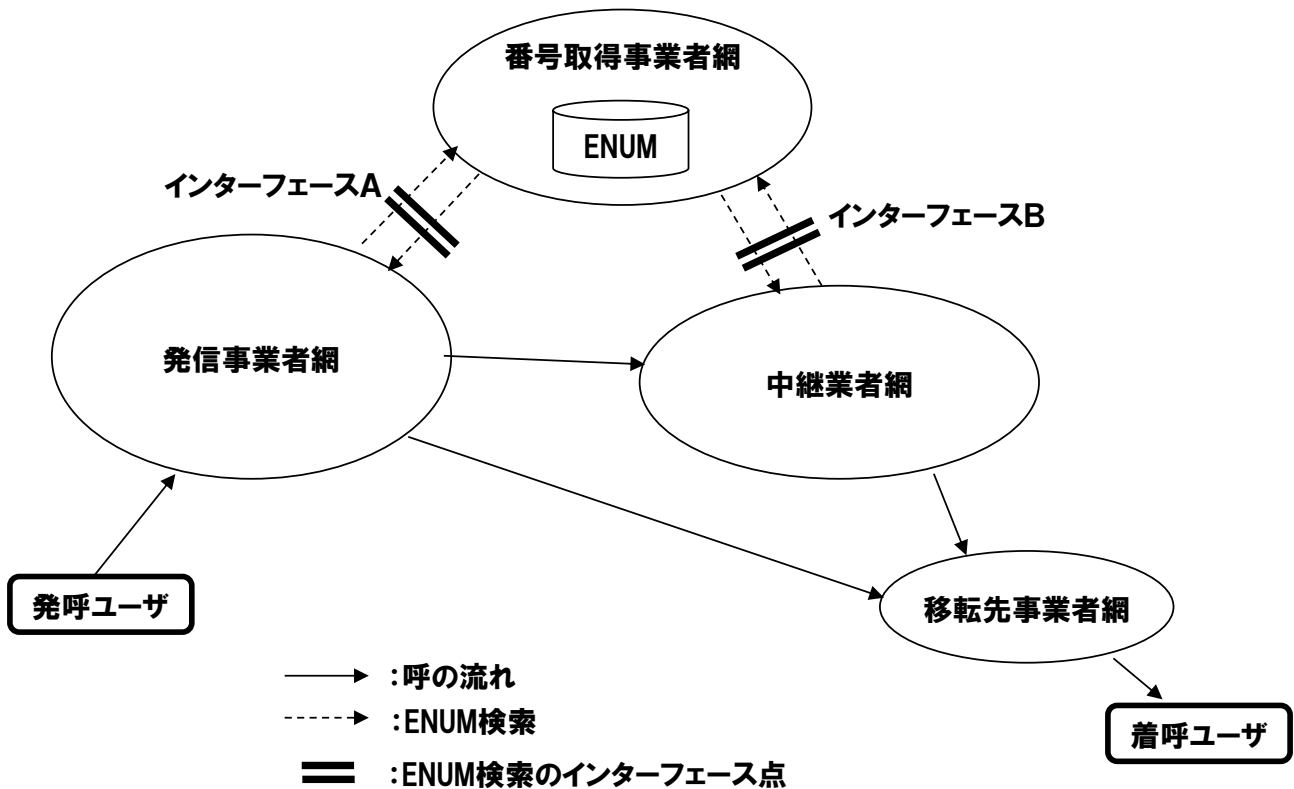 番号取得事業者網
ENUM
インターフェースA
インターフェースB
発信事業者網
中継業者網
発呼ユーザ
移転先事業者網
着呼ユーザ
:呼の流れ
:ENUM検索
:ENUM検索のインターフェース点